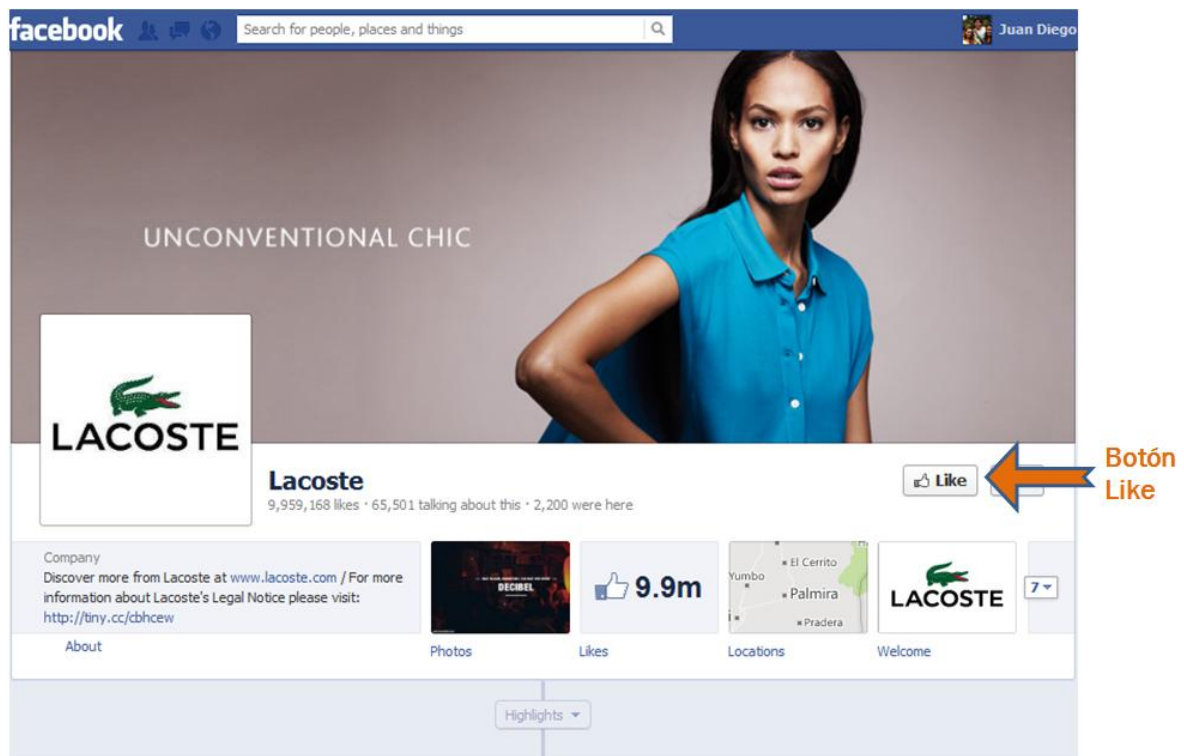 facebook
Search for people, places and things
Juan Diego
UNCONVENTIONAL CHIC
LACOSTE
Lacoste
9,959,168 likes · 65,501 talking about this · 2,200 were here
Like
Botón
Like
Company
Discover more from Lacoste at www.lacoste.com / For more
information about Lacoste's Legal Notice please visit:
http://tiny.cc/cbhcew
About
DECIBEL
Photos
9.9m
Likes
El Cerrito
Yumbo
Palmira
Pradera
Locations
LACOSTE
Welcome
7
Highlights